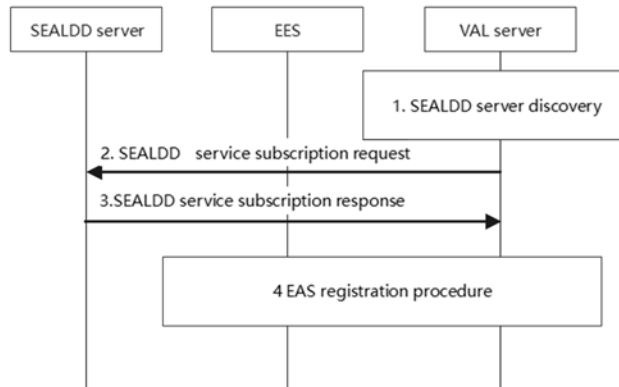 SEALDD server
EES
VAL server
1. SEALDD server discovery
2. SEALDD service subscription request
3.SEALDD service subscription response
4 EAS registration procedure